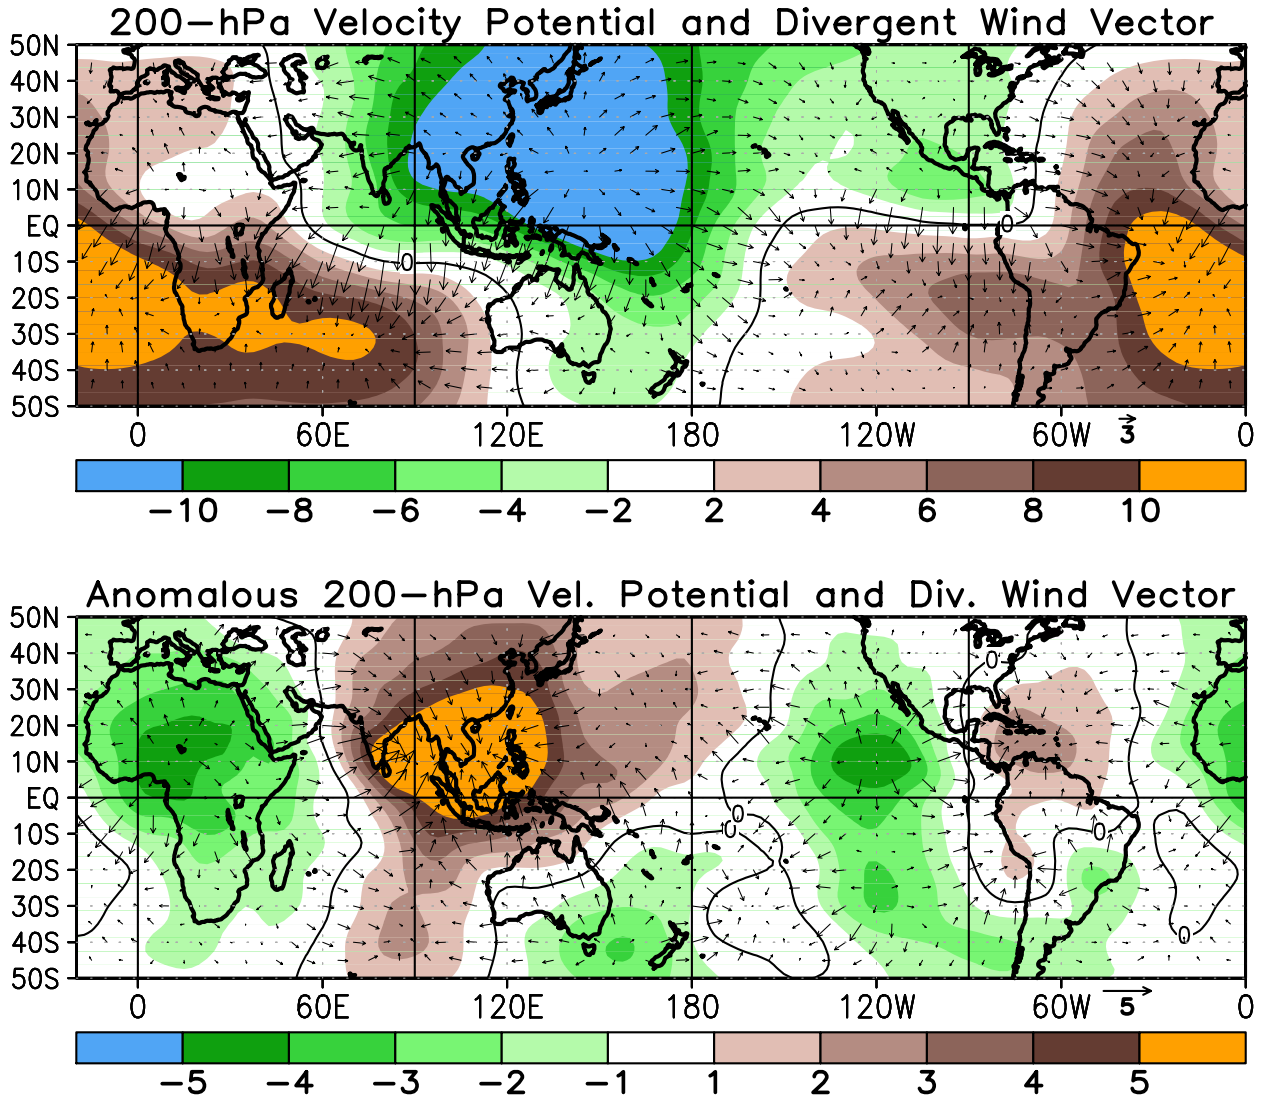 200-hPa Velocity Potential and Divergent Wind Vector
50N
40N
30N
20N
10N
EQ
10S
20S
30S
40S
50S
0
0
0 60E 120E 180 120W 60W 3 0
-10 -8 -6 -4 -2 2 4 6 8 10
Anomalous 200-hPa Vel. Potential and Div. Wind Vector
50N
40N
30N
20N
10N
EQ
10S
20S
30S
40S
50S
0
0
0
0
0
0 60E 120E 180 120W 60W 5 0
-5 -4 -3 -2 -1 1 2 3 4 5